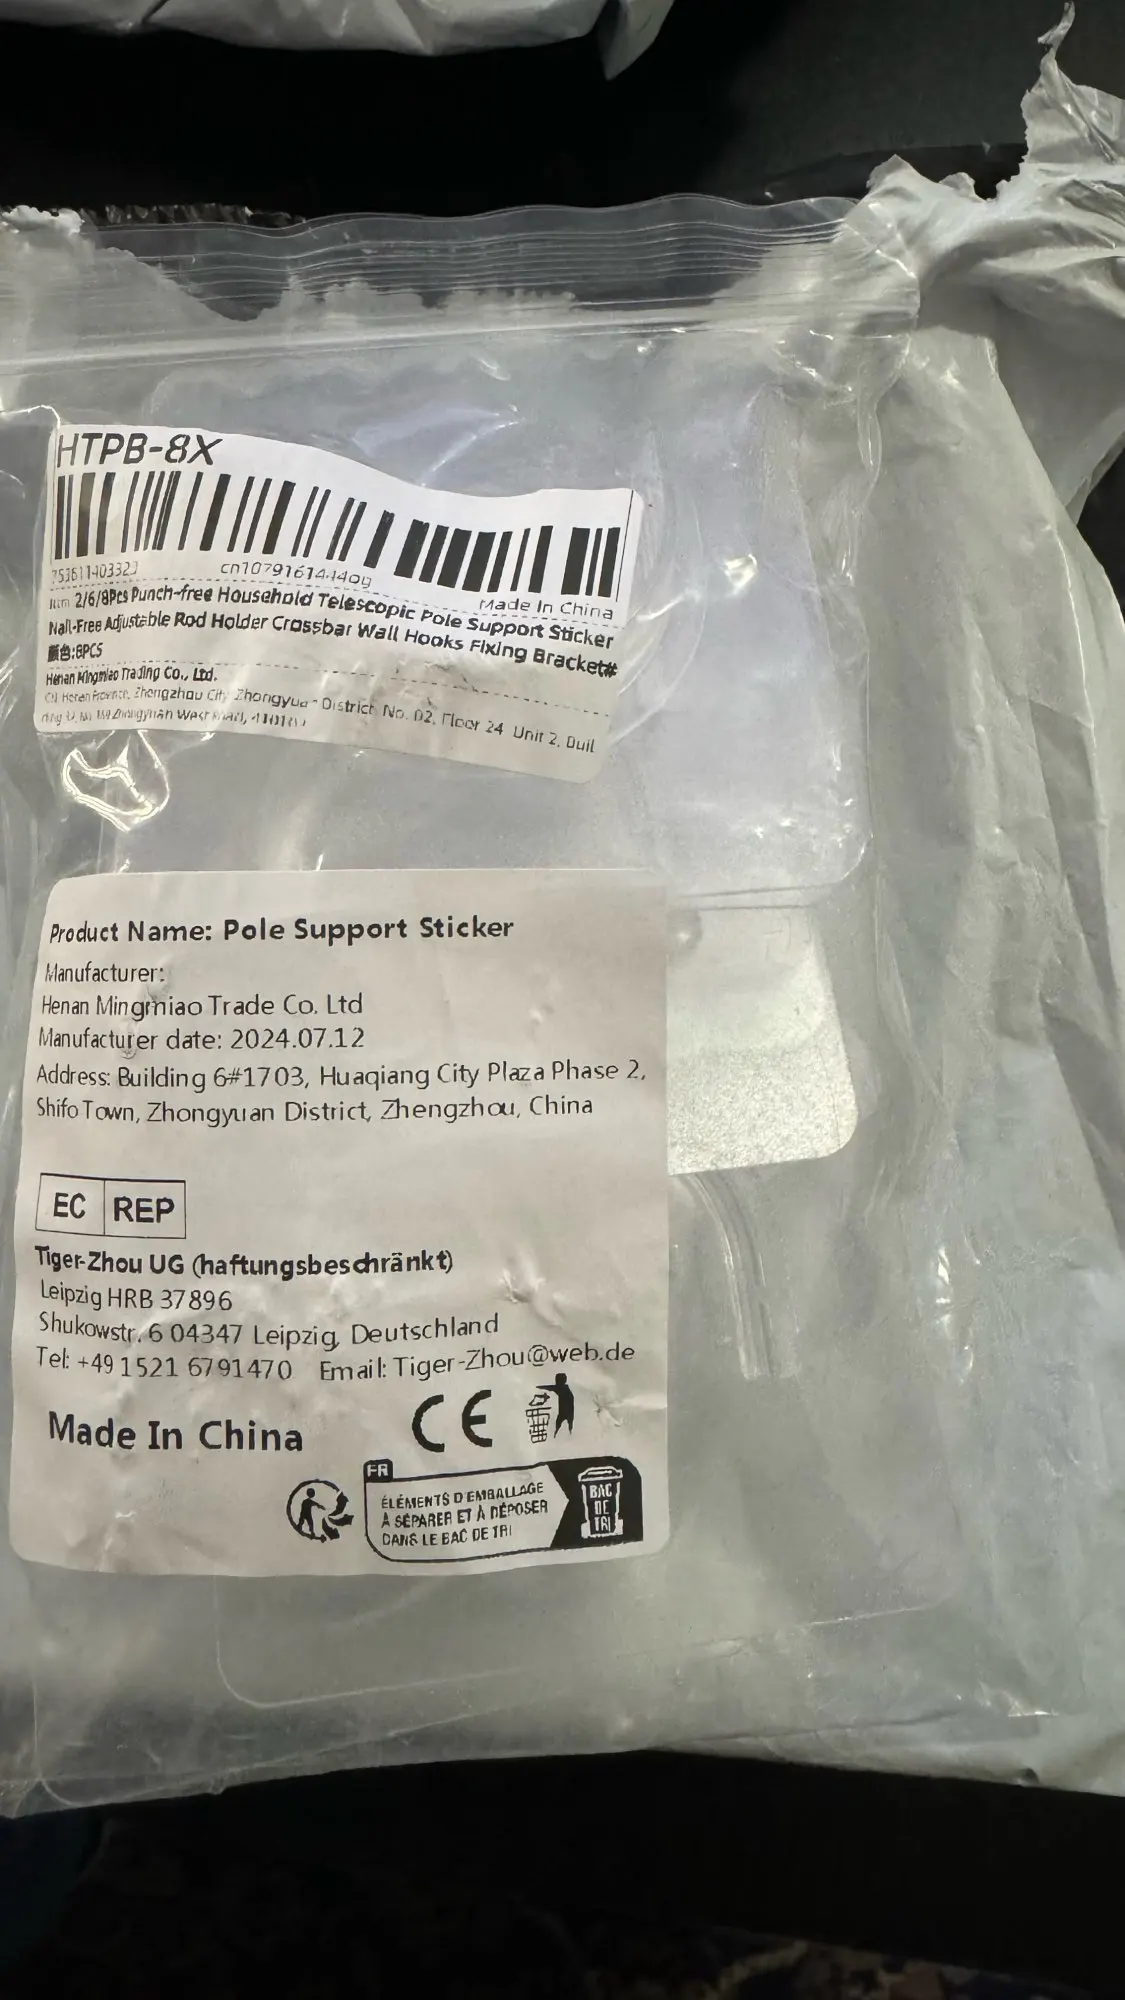 HTPB-8X
cn1079161444oy
Made In China
2/6/8Pcs Punch-free Household Telescopic Pole Support Sticker
Nail-Free Adjustable Rod Holder Crossbar Wall Hooks Fixing Bracket#
颜色:8PCS
Henan Mingmiao Trading Co., Ltd.
CN Henan Province, Zhengzhou City Zhongyuan District No. 02, Floor 24 Unit 2, Buil
Product Name: Pole Support Sticker
Manufacturer:
Henan Mingmiao Trade Co. Ltd
Manufacturer date: 2024.07.12
Address: Building 6#1703, Huaqiang City Plaza Phase 2,
Shifo Town, Zhongyuan District, Zhengzhou, China
EC REP
Tiger-Zhou UG (haftungsbeschränkt)
Leipzig HRB 37896
Shukowstr. 6 04347 Leipzig, Deutschland
Tel: +49 1521 6791470 Email: Tiger-Zhou@web.de
Made In China
CE
FR
ÉLÉMENTS D'EMBALLAGE
À SÉPARER ET À DÉPOSER
DANS LE BAC DE TRI
BAC
DE
TRI